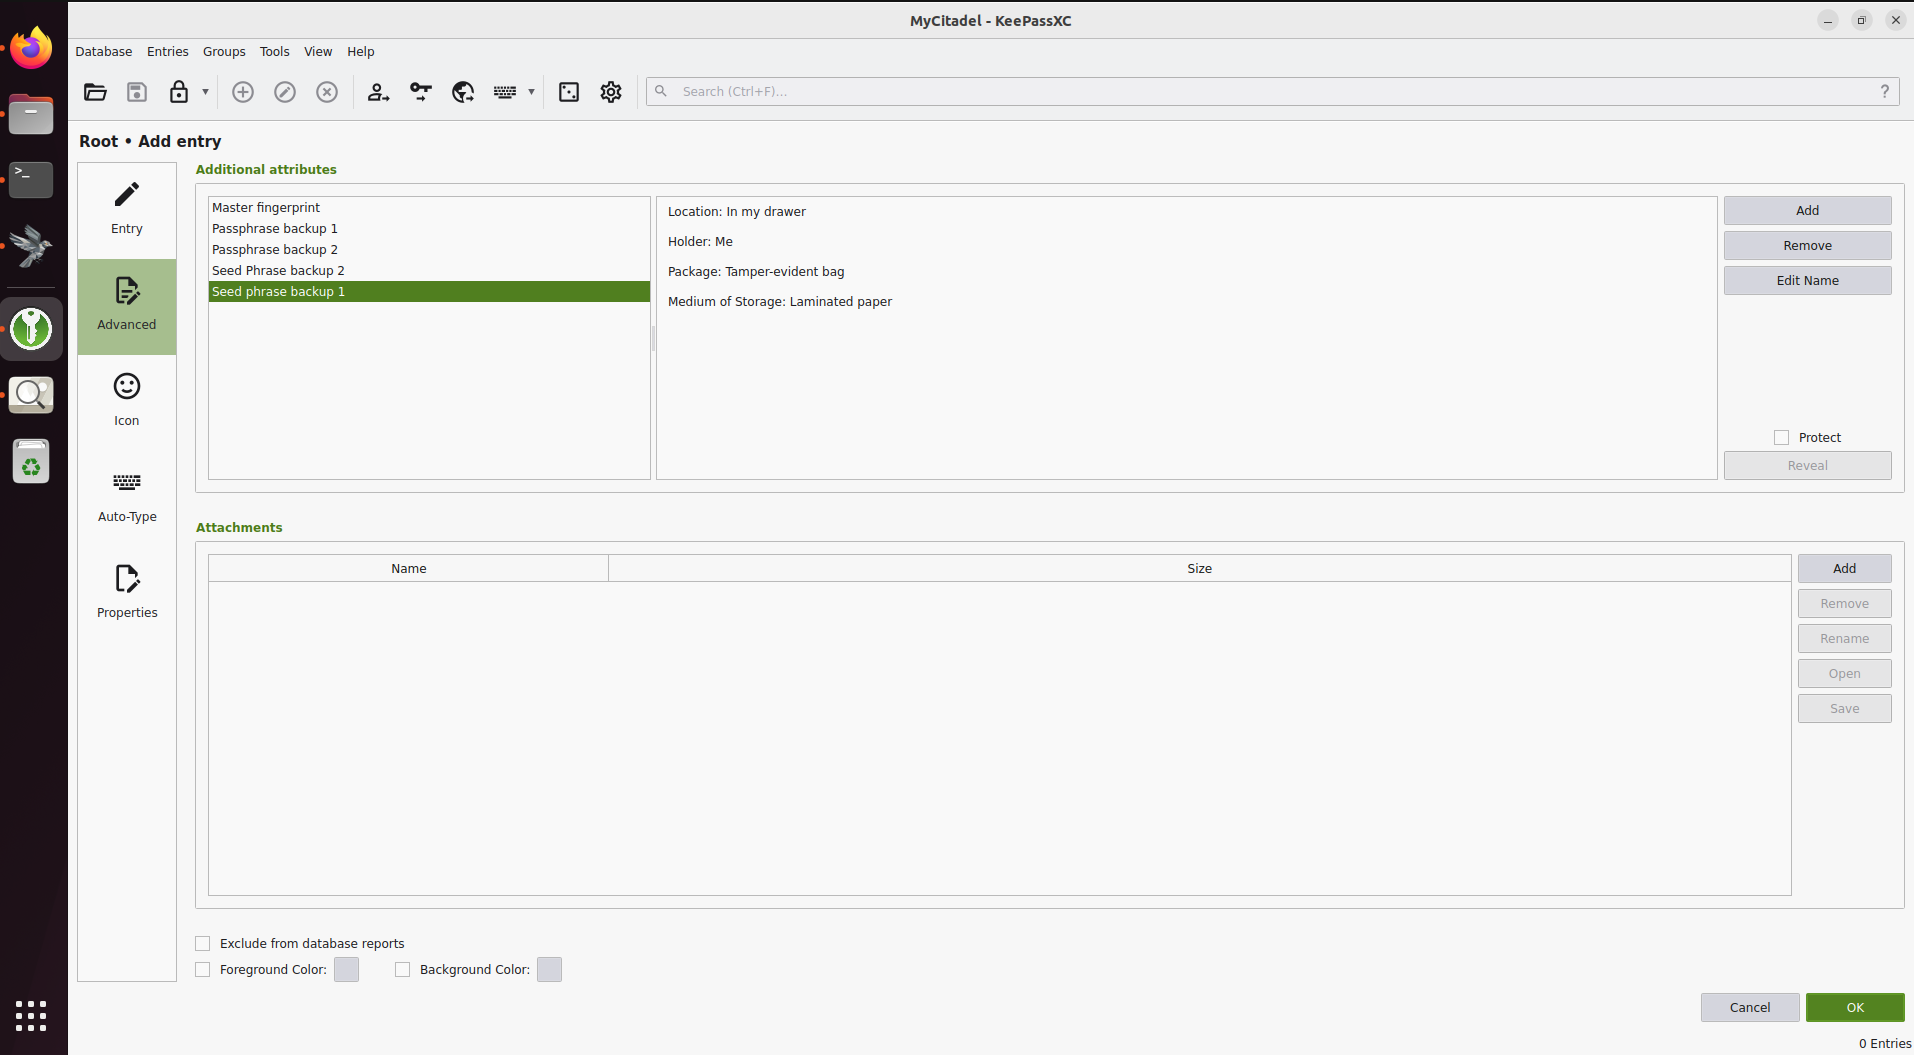 MyCitadel - KeePassXC
Database Entries Groups Tools View Help
Search (Ctrl+F)...
?
Root • Add entry
Entry
Advanced
Icon
Auto-Type
Properties
Additional attributes
Master fingerprint
Passphrase backup 1
Passphrase backup 2
Seed Phrase backup 2
Seed phrase backup 1
Location: In my drawer
Holder: Me
Package: Tamper-evident bag
Medium of Storage: Laminated paper
Add
Remove
Edit Name
Protect
Reveal
Attachments
Name Size
Add
Remove
Rename
Open
Save
Exclude from database reports
Foreground Color: Background Color:
Cancel OK
0 Entries